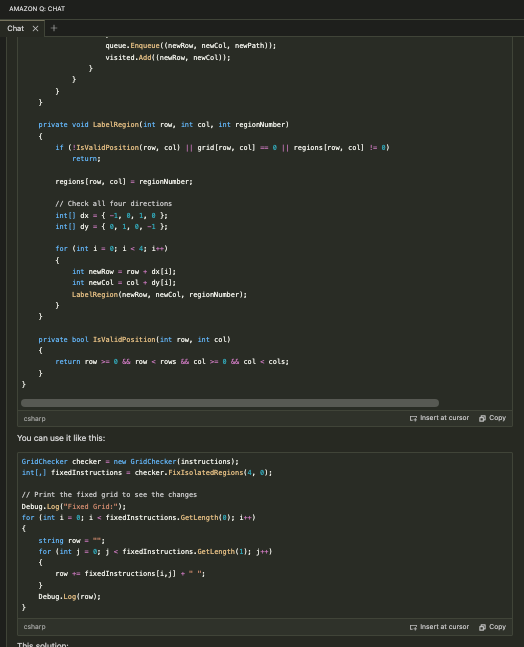 AMAZON Q: CHAT
Chat
queue.Enqueue((newRow, newCol, newPath));
visited.Add((newRow, newCol));
}
}
}
}
private void LabelRegion(int row, int col, int regionNumber)
{
if (!IsValidPosition(row, col) || grid[row, col] == 0 || regions[row, col] != 0)
return;
regions[row, col] = regionNumber;
// Check all four directions
int[] dx = { -1, 0, 1, 0 };
int[] dy = { 0, 1, 0, -1 };
for (int i = 0; i < 4; i++)
{
int newRow = row + dx[i];
int newCol = col + dy[i];
LabelRegion(newRow, newCol, regionNumber);
}
}
private bool IsValidPosition(int row, int col)
{
return row >= 0 && row < rows && col >= 0 && col < cols;
}
}
csharp Insert at cursor Copy
You can use it like this:
GridChecker checker = new GridChecker(instructions);
int[,] fixedInstructions = checker.FixIsolatedRegions(4, 0);
// Print the fixed grid to see the changes
Debug.Log("Fixed Grid:");
for (int i = 0; i < fixedInstructions.GetLength(0); i++)
{
string row = "";
for (int j = 0; j < fixedInstructions.GetLength(1); j++)
{
row += fixedInstructions[i,j] + " ";
}
Debug.Log(row);
}
csharp Insert at cursor Copy
This solution: